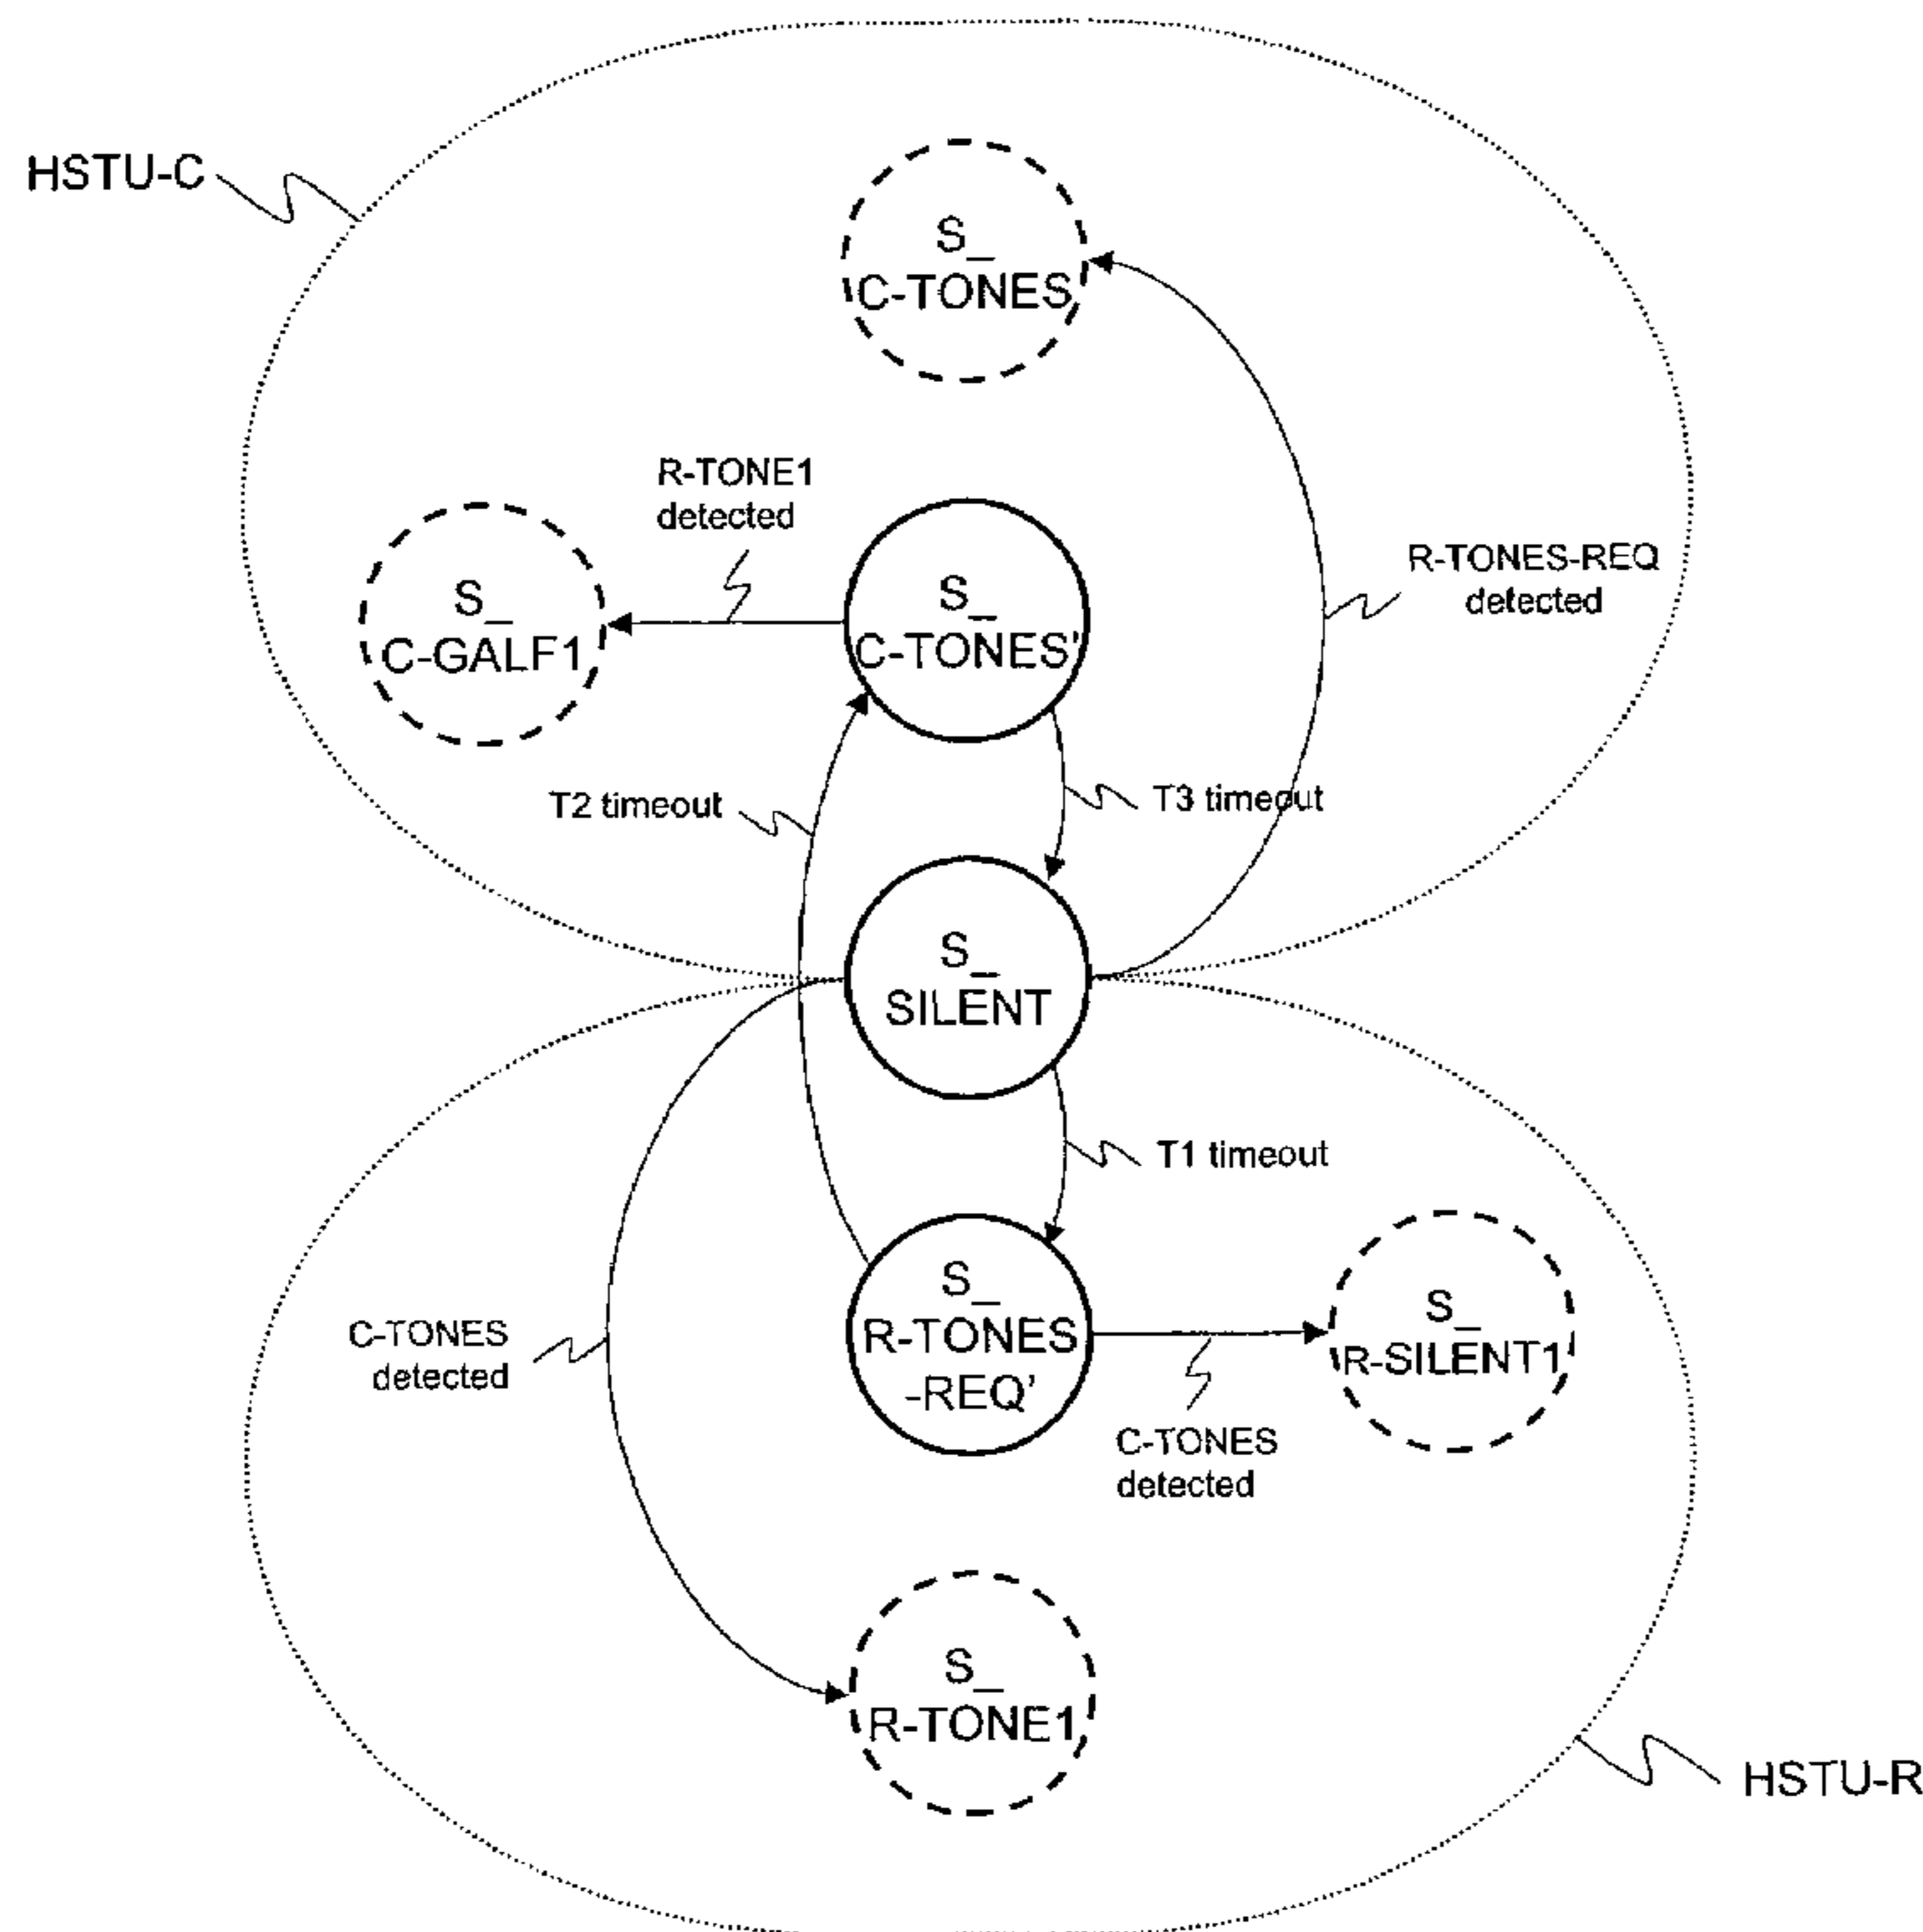 HSTU-C
S_
C-TONES
R-TONE1
detected
R-TONES-REQ
detected
S_
C-GALF1
S_
C-TONES'
T2 timeout
T3 timeout
S_
SILENT
T1 timeout
C-TONES
detected
S_
R-TONES
-REQ'
S_
R-SILENT1
C-TONES
detected
S_
R-TONE1
HSTU-R